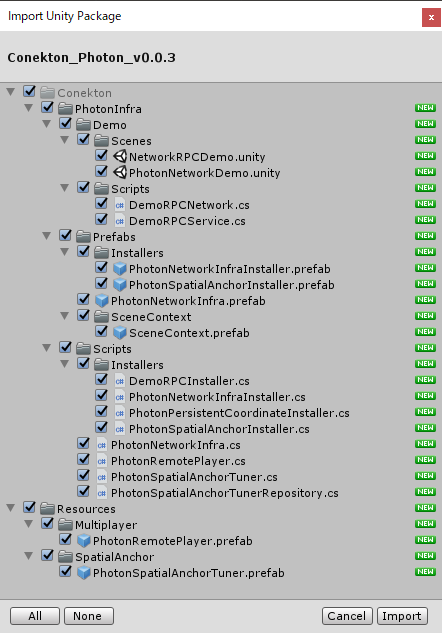 Import Unity Package
x
Conekton_Photon_v0.0.3
Conekton
PhotonInfra NEW
Demo NEW
Scenes NEW
NetworkRPCDemo.unity NEW
PhotonNetworkDemo.unity NEW
Scripts NEW
c# DemoRPCNetwork.cs NEW
c# DemoRPCService.cs NEW
Prefabs NEW
Installers NEW
PhotonNetworkInfraInstaller.prefab NEW
PhotonSpatialAnchorInstaller.prefab NEW
PhotonNetworkInfra.prefab NEW
SceneContext NEW
SceneContext.prefab NEW
Scripts NEW
Installers NEW
c# DemoRPCInstaller.cs NEW
c# PhotonNetworkInfraInstaller.cs NEW
c# PhotonPersistentCoordinateInstaller.cs NEW
c# PhotonSpatialAnchorInstaller.cs NEW
c# PhotonNetworkInfra.cs NEW
c# PhotonRemotePlayer.cs NEW
c# PhotonSpatialAnchorTuner.cs NEW
c# PhotonSpatialAnchorTunerRepository.cs NEW
Resources NEW
Multiplayer NEW
PhotonRemotePlayer.prefab NEW
SpatialAnchor NEW
PhotonSpatialAnchorTuner.prefab NEW
All None Cancel Import